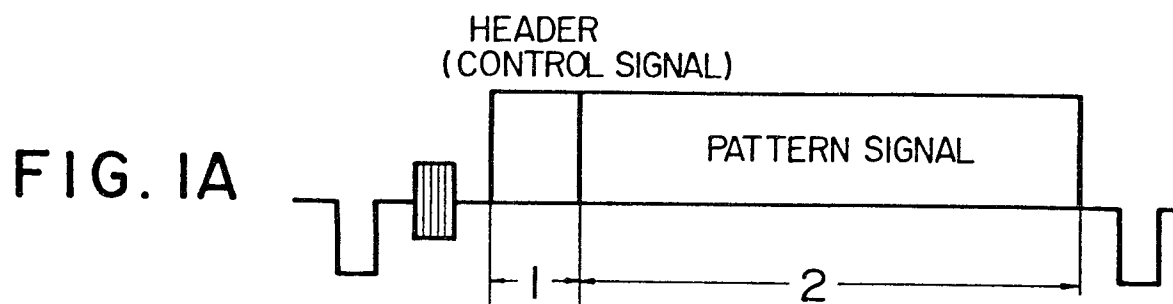 HEADER
(CONTROL SIGNAL)
PATTERN SIGNAL
FIG. 1A
1
2